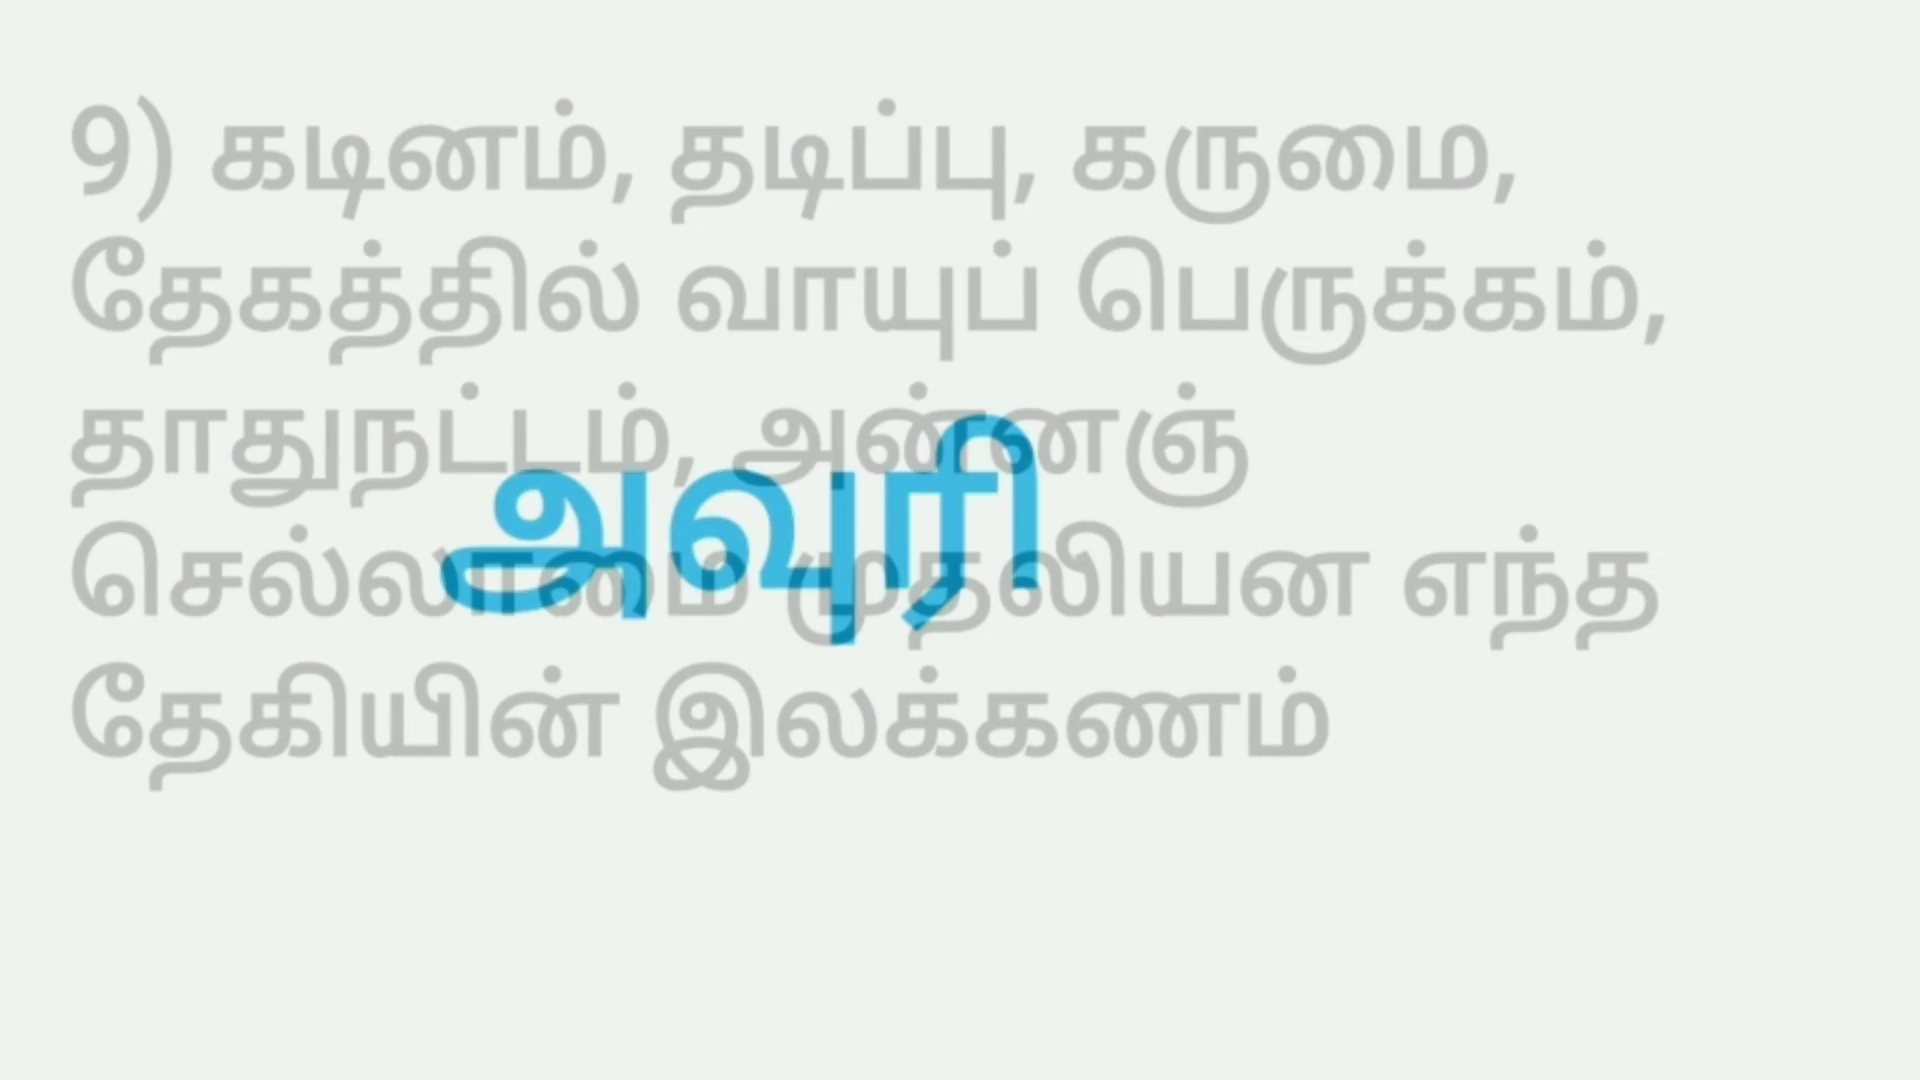 9) கடினம், தடிப்பு, கருமை,
தேகத்தில் வாயுப் பெருக்கம்,
தாதுநட்டம், அன்னஞ்
செல்லாமை முதலியன எந்த
தேகியின் இலக்கணம்
அவுரி